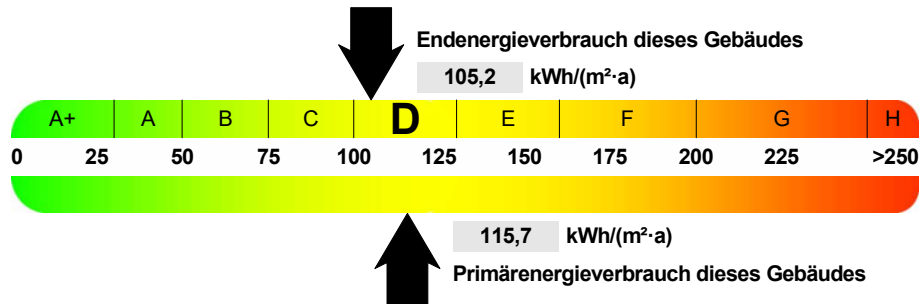 Endenergieverbrauch dieses Gebäudes
105,2 kWh/(m²·a)
A+ A B C D E F G H
0 25 50 75 100 125 150 175 200 225 >250
115,7 kWh/(m²·a)
Primärenergieverbrauch dieses Gebäudes